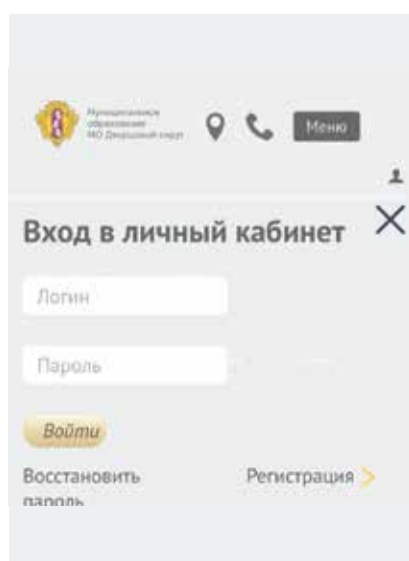 Муниципальное
образование
МО Дворцовый округ
Меню
Вход в личный кабинет
Логин
Пароль
Войти
Восстановить
пароль
Регистрация